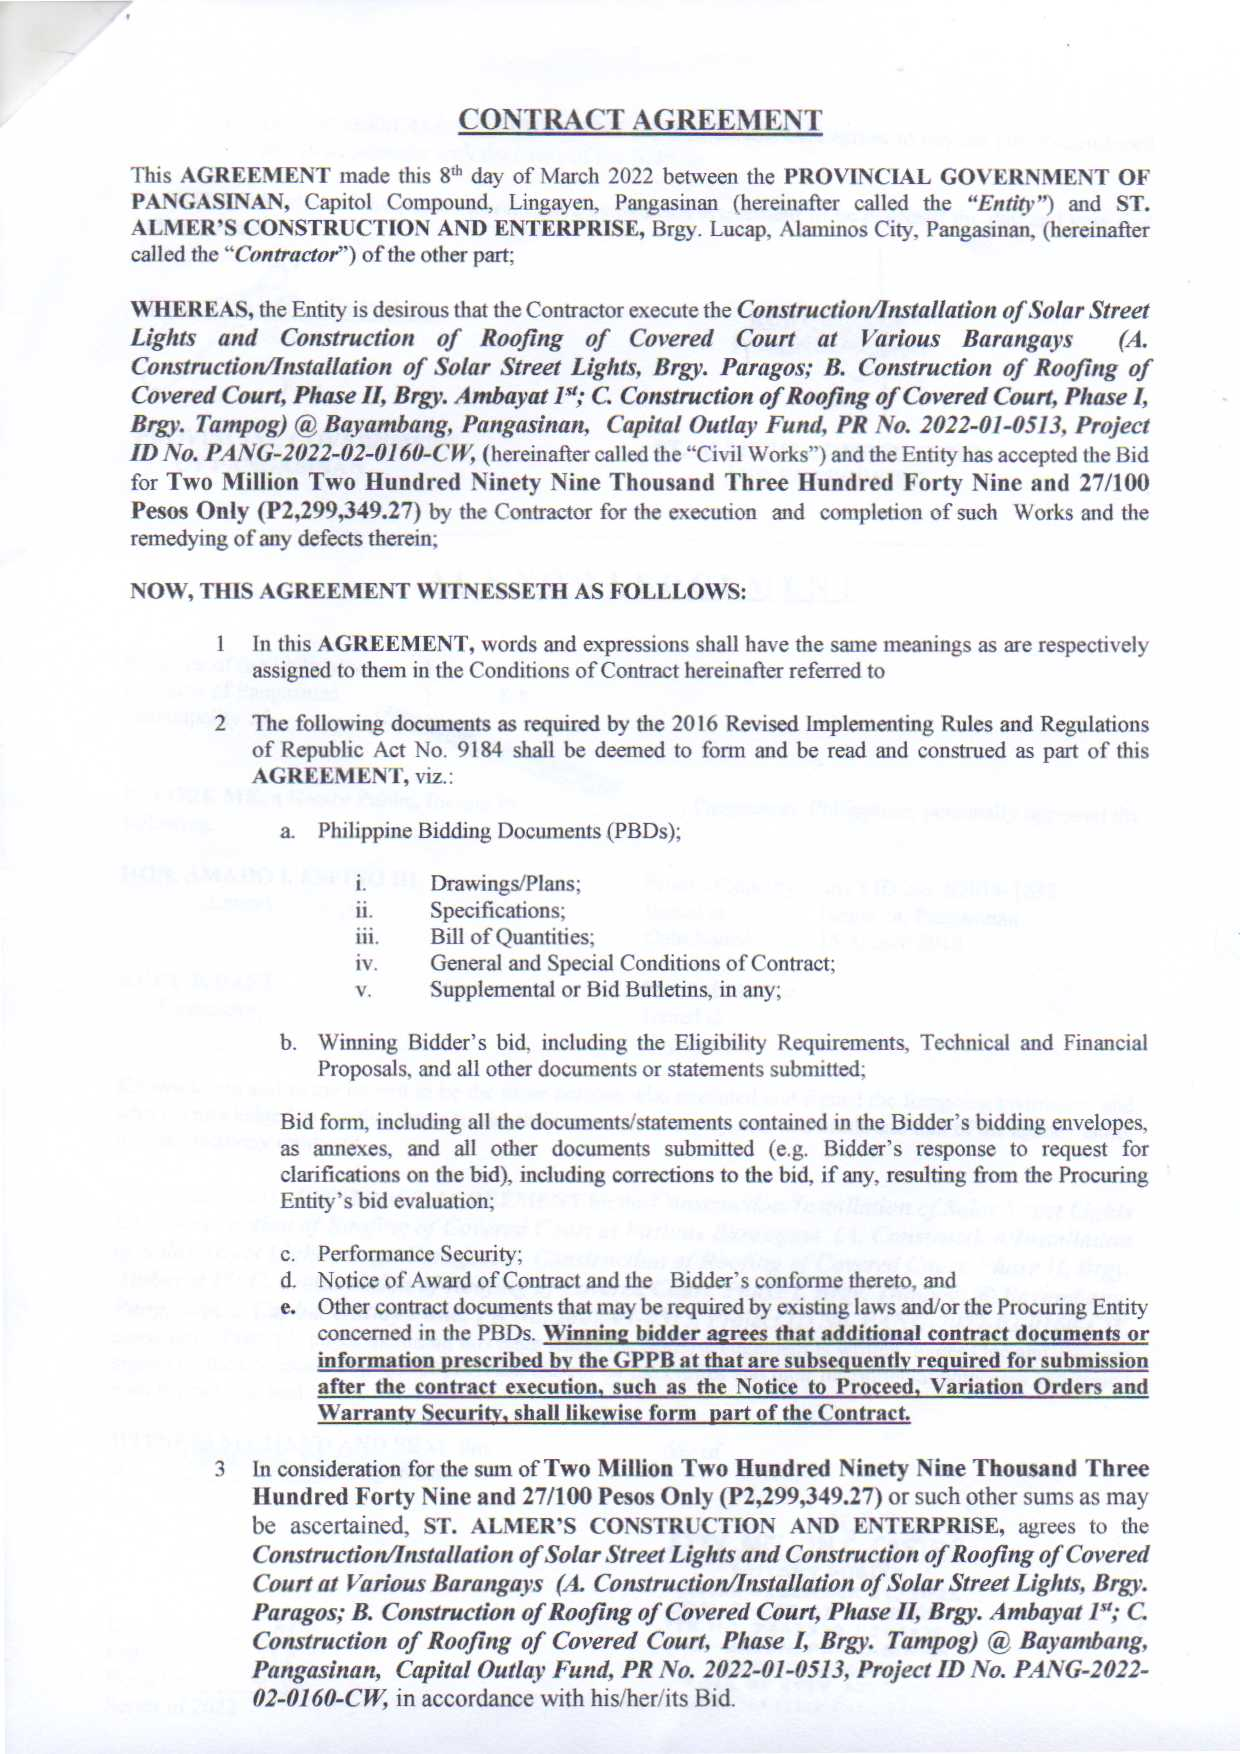 CONTRACT AGREEMENT
This AGREEMENT made this 8th day of March 2022 between the PROVINCIAL GOVERNMENT OF
PANGASINAN, Capitol Compound, Lingayen, Pangasinan (hereinafter called the “Entity”) and ST.
ALMER’S CONSTRUCTION AND ENTERPRISE, Brgy. Lucap, Alaminos City, Pangasinan, (hereinafter
called the “Contractor”) of the other part;
WHEREAS, the Entity is desirous that the Contractor execute the Construction/Installation of Solar Street
Lights and Construction of Roofing of Covered Court at Various Barangays (A.
Construction/Installation of Solar Street Lights, Brgy. Paragos; B. Construction of Roofing of
Covered Court, Phase II, Brgy. Ambayat 1st; C. Construction of Roofing of Covered Court, Phase I,
Brgy. Tampog) @ Bayambang, Pangasinan, Capital Outlay Fund, PR No. 2022-01-0513, Project
ID No. PANG-2022-02-0160-CW, (hereinafter called the “Civil Works”) and the Entity has accepted the Bid
for Two Million Two Hundred Ninety Nine Thousand Three Hundred Forty Nine and 27/100
Pesos Only (P2,299,349.27) by the Contractor for the execution and completion of such Works and the
remedying of any defects therein;
NOW, THIS AGREEMENT WITNESSETH AS FOLLLOWS:
1 In this AGREEMENT, words and expressions shall have the same meanings as are respectively
assigned to them in the Conditions of Contract hereinafter referred to
2 The following documents as required by the 2016 Revised Implementing Rules and Regulations
of Republic Act No. 9184 shall be deemed to form and be read and construed as part of this
AGREEMENT, viz.:
a. Philippine Bidding Documents (PBDs);
i. Drawings/Plans;
ii. Specifications;
iii. Bill of Quantities;
iv. General and Special Conditions of Contract;
v. Supplemental or Bid Bulletins, in any;
b. Winning Bidder’s bid, including the Eligibility Requirements, Technical and Financial
Proposals, and all other documents or statements submitted;
Bid form, including all the documents/statements contained in the Bidder’s bidding envelopes,
as annexes, and all other documents submitted (e.g. Bidder’s response to request for
clarifications on the bid), including corrections to the bid, if any, resulting from the Procuring
Entity’s bid evaluation;
c. Performance Security;
d. Notice of Award of Contract and the Bidder’s conforme thereto, and
e. Other contract documents that may be required by existing laws and/or the Procuring Entity
concerned in the PBDs. Winning bidder agrees that additional contract documents or
information prescribed by the GPPB at that are subsequently required for submission
after the contract execution, such as the Notice to Proceed, Variation Orders and
Warranty Security, shall likewise form part of the Contract.
3 In consideration for the sum of Two Million Two Hundred Ninety Nine Thousand Three
Hundred Forty Nine and 27/100 Pesos Only (P2,299,349.27) or such other sums as may
be ascertained, ST. ALMER’S CONSTRUCTION AND ENTERPRISE, agrees to the
Construction/Installation of Solar Street Lights and Construction of Roofing of Covered
Court at Various Barangays (A. Construction/Installation of Solar Street Lights, Brgy.
Paragos; B. Construction of Roofing of Covered Court, Phase II, Brgy. Ambayat 1st; C.
Construction of Roofing of Covered Court, Phase I, Brgy. Tampog) @ Bayambang,
Pangasinan, Capital Outlay Fund, PR No. 2022-01-0513, Project ID No. PANG-2022-
02-0160-CW, in accordance with his/her/its Bid.